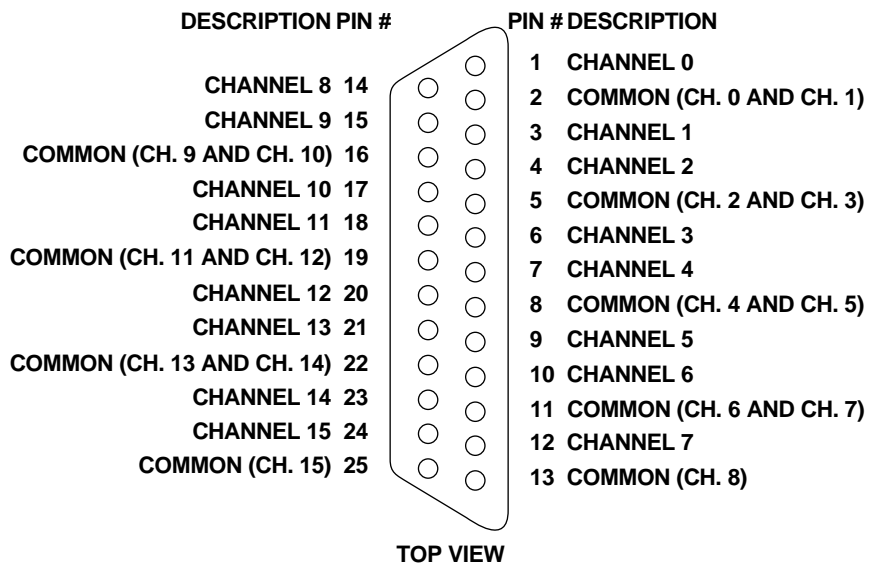 DESCRIPTION PIN #
CHANNEL 8 14
CHANNEL 9 15
COMMON (CH. 9 AND CH. 10) 16
CHANNEL 10 17
CHANNEL 11 18
COMMON (CH. 11 AND CH. 12) 19
CHANNEL 12 20
CHANNEL 13 21
COMMON (CH. 13 AND CH. 14) 22
CHANNEL 14 23
CHANNEL 15 24
COMMON (CH. 15) 25
PIN # DESCRIPTION
1 CHANNEL 0
2 COMMON (CH. 0 AND CH. 1)
3 CHANNEL 1
4 CHANNEL 2
5 COMMON (CH. 2 AND CH. 3)
6 CHANNEL 3
7 CHANNEL 4
8 COMMON (CH. 4 AND CH. 5)
9 CHANNEL 5
10 CHANNEL 6
11 COMMON (CH. 6 AND CH. 7)
12 CHANNEL 7
13 COMMON (CH. 8)
TOP VIEW